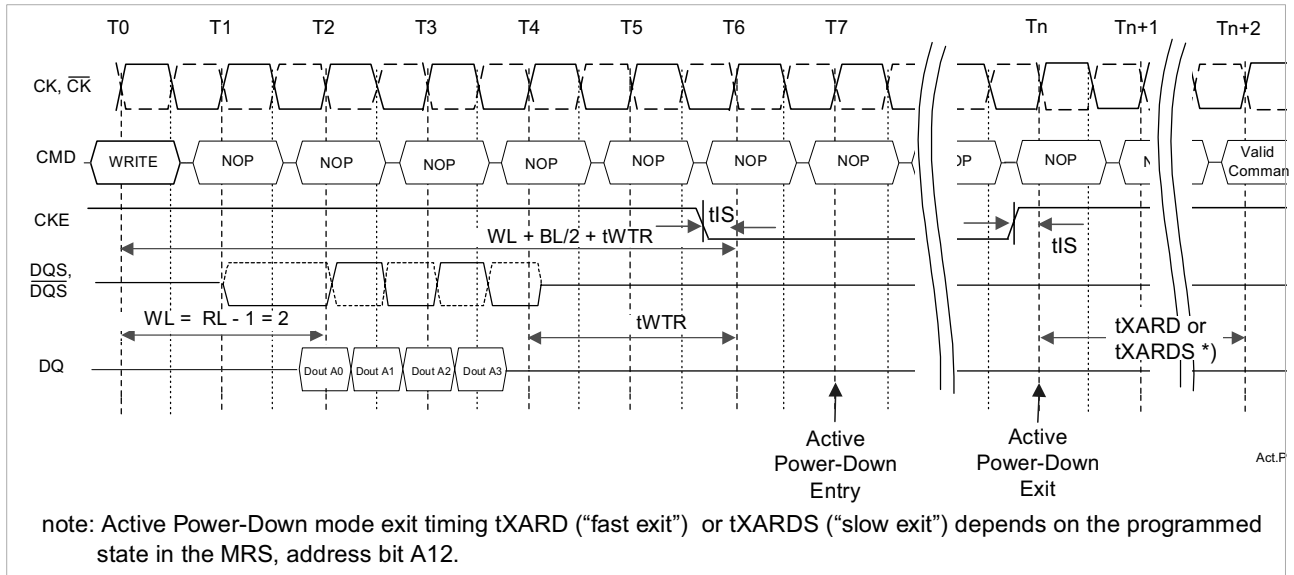 T0 T1 T2 T3 T4 T5 T6 T7 Tn Tn+1 Tn+2
CK, CK
CMD WRITE NOP NOP NOP NOP NOP NOP NOP NOP
Valid
Comman
CKE tIS
WL + BL/2 + tWTR
tIS
DQS,
DQS
WL = RL - 1 = 2
tWTR
tXARD or
tXARDS *)
DQ Dout A0 Dout A1 Dout A2 Dout A3
Active
Power-Down
Entry
Active
Power-Down
Exit
Act.P
note: Active Power-Down mode exit timing tXARD (“fast exit”) or tXARDS (“slow exit”) depends on the programmed
state in the MRS, address bit A12.